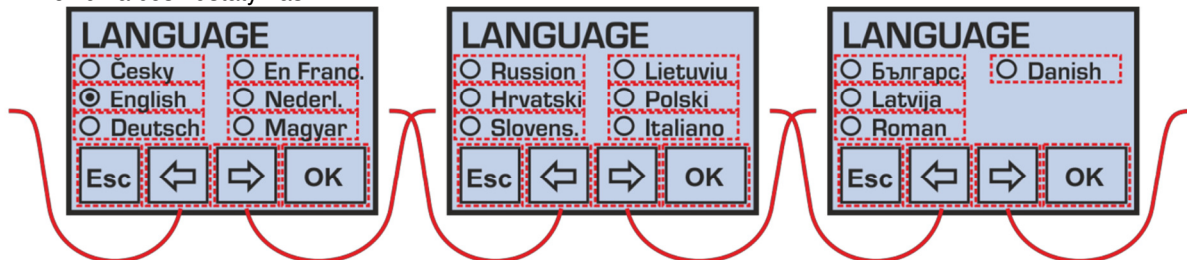 LANGUAGE
Česky
En Franc.
English
Nederl.
Deutsch
Magyar
Esc
OK
LANGUAGE
Russion
Lietuviu
Hrvatski
Polski
Slovens.
Italiano
Esc
OK
LANGUAGE
Българс.
Danish
Latvija
Roman
Esc
OK